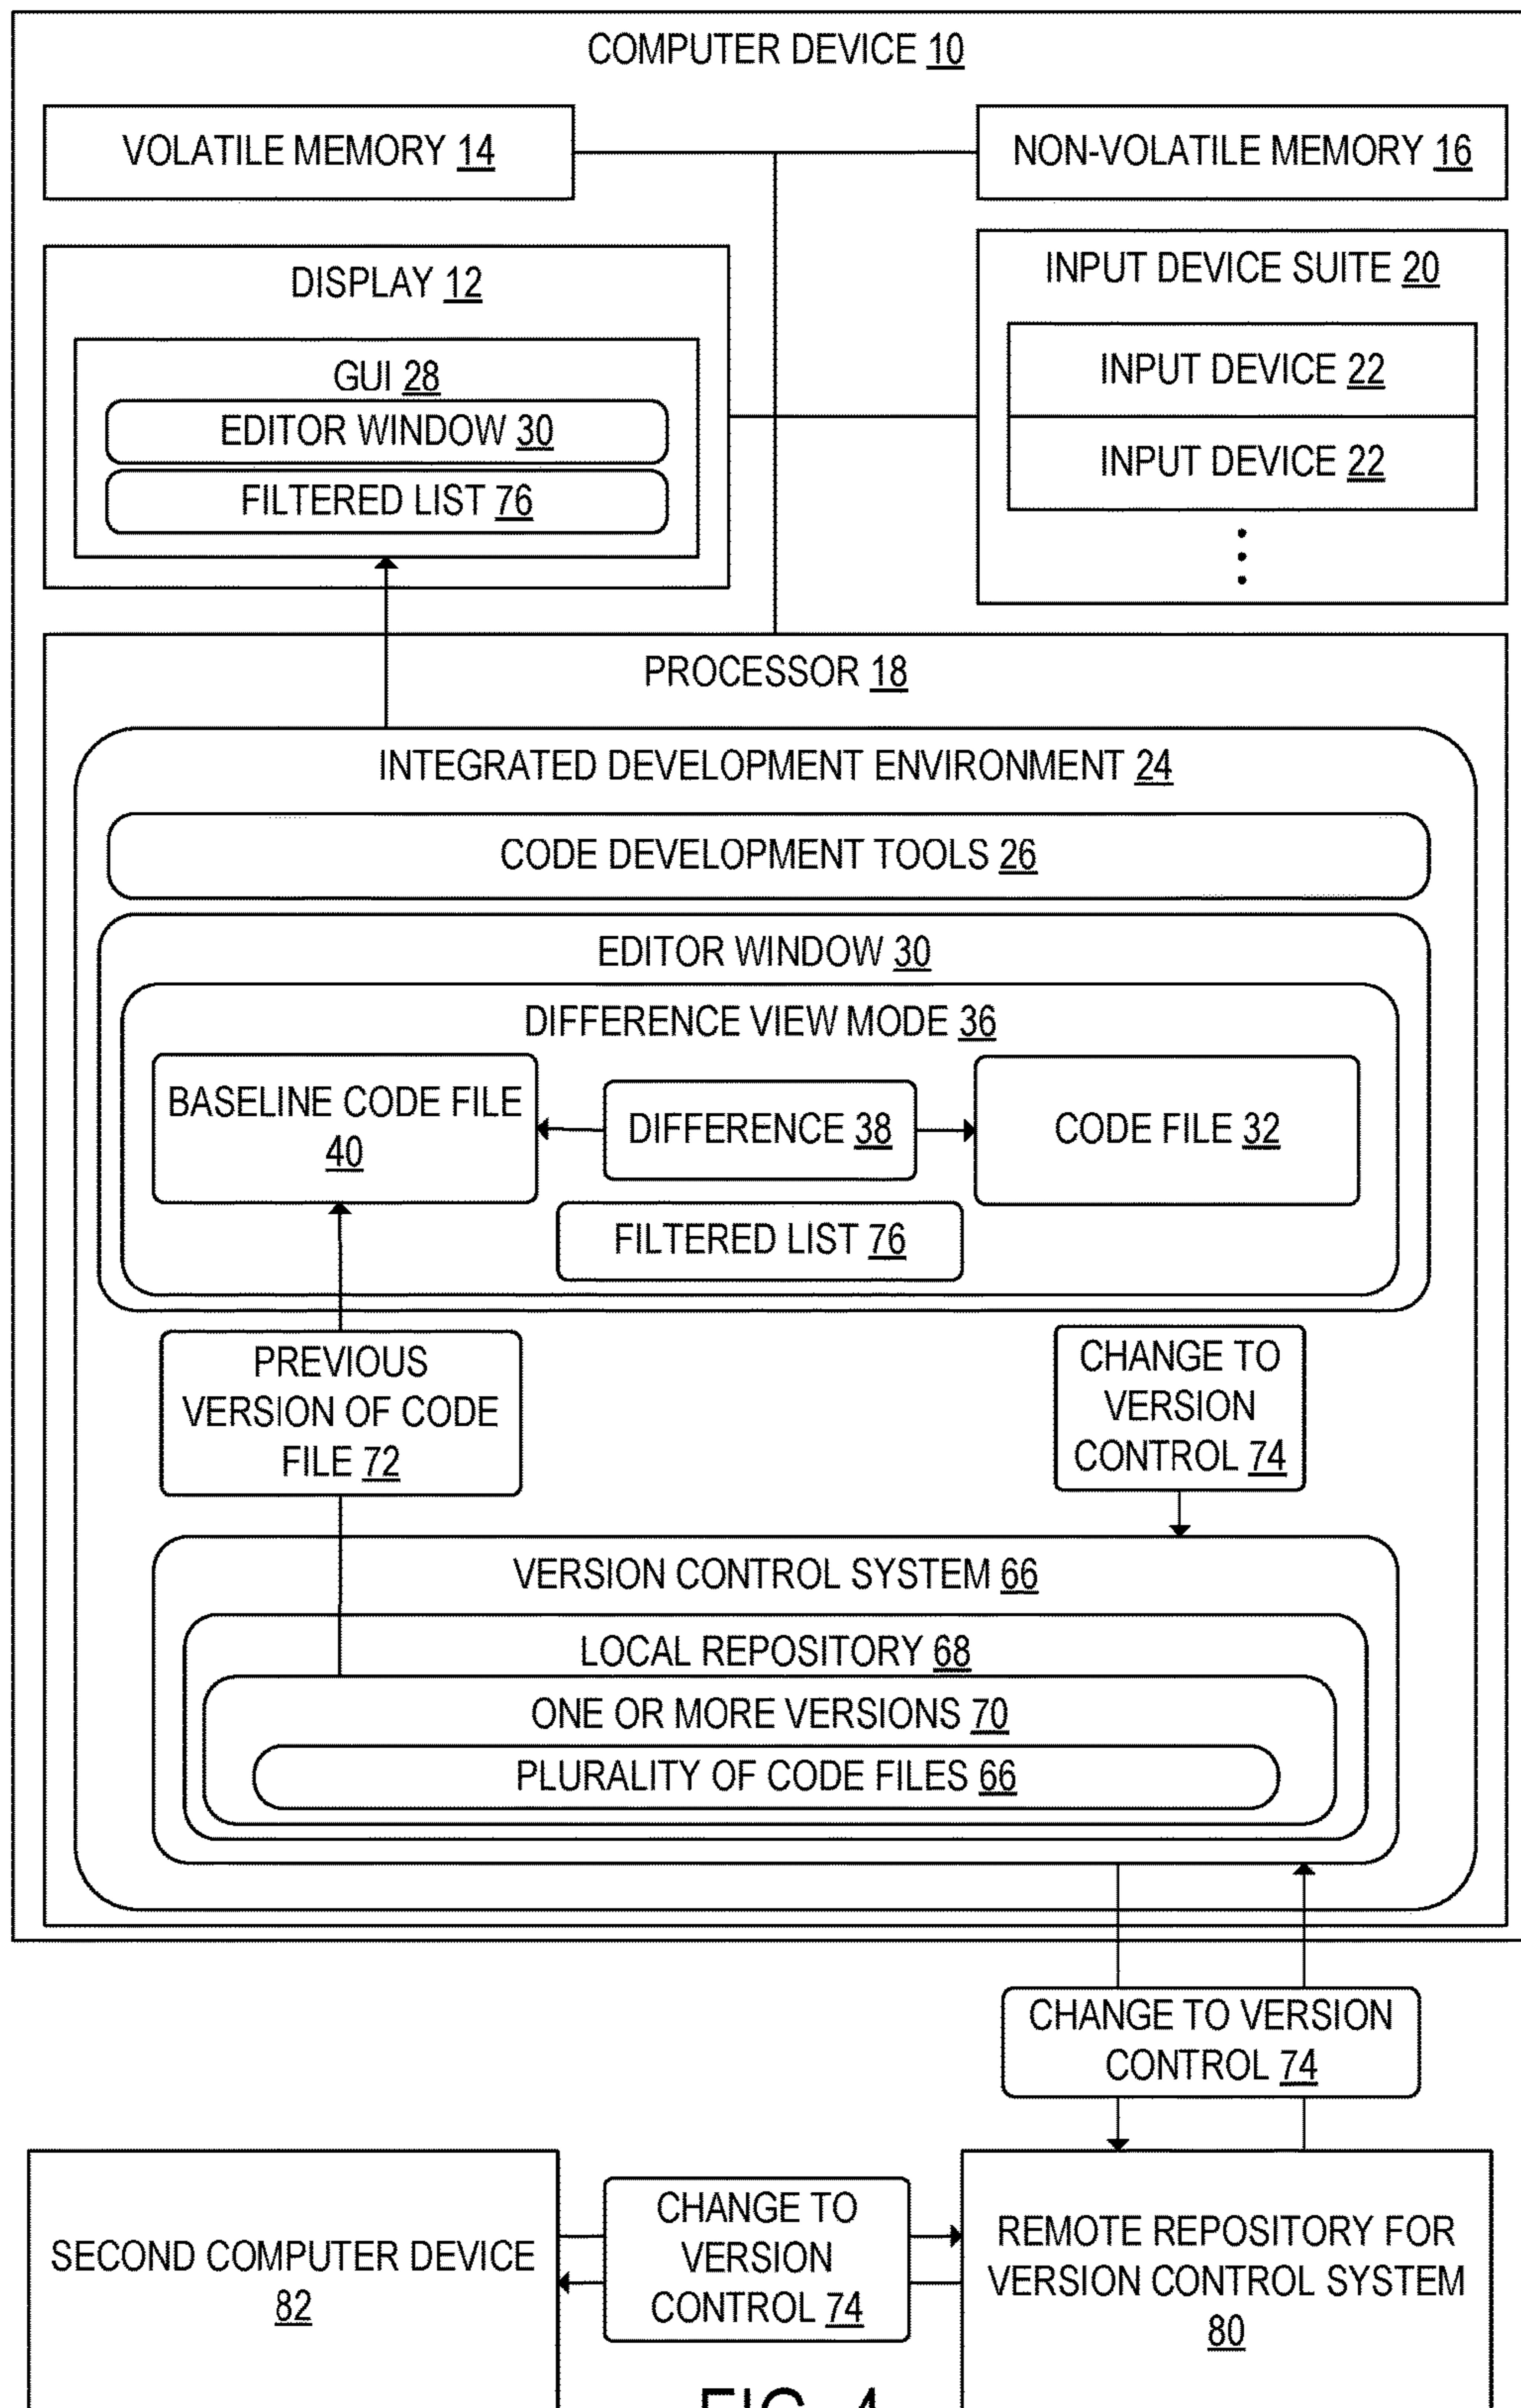 COMPUTER DEVICE 10
VOLATILE MEMORY 14
NON-VOLATILE MEMORY 16
DISPLAY 12
GUI 28
EDITOR WINDOW 30
FILTERED LIST 76
INPUT DEVICE SUITE 20
INPUT DEVICE 22
INPUT DEVICE 22
PROCESSOR 18
INTEGRATED DEVELOPMENT ENVIRONMENT 24
CODE DEVELOPMENT TOOLS 26
EDITOR WINDOW 30
DIFFERENCE VIEW MODE 36
BASELINE CODE FILE
40
DIFFERENCE 38
CODE FILE 32
FILTERED LIST 76
PREVIOUS
VERSION OF CODE
FILE 72
CHANGE TO
VERSION
CONTROL 74
VERSION CONTROL SYSTEM 66
LOCAL REPOSITORY 68
ONE OR MORE VERSIONS 70
PLURALITY OF CODE FILES 66
CHANGE TO VERSION
CONTROL 74
SECOND COMPUTER DEVICE
82
CHANGE TO
VERSION
CONTROL 74
REMOTE REPOSITORY FOR
VERSION CONTROL SYSTEM
80
FIG. 4